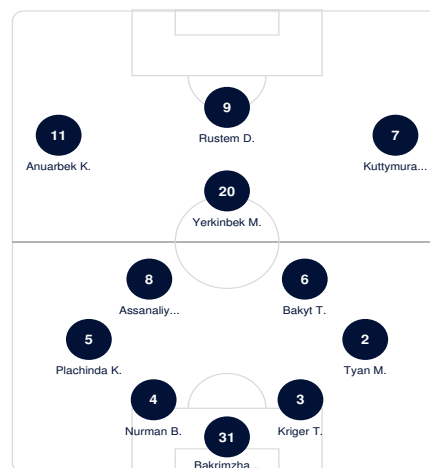 9
11
7
Rustem D.
Anuarbek K.
Kuttymura...
20
Yerkinbek M.
8
6
Assanaliy...
Bakyt T.
5
2
Plachinda K.
Tyan M.
4
3
Nurman B.
Kriger T.
31
Bakrimzha...